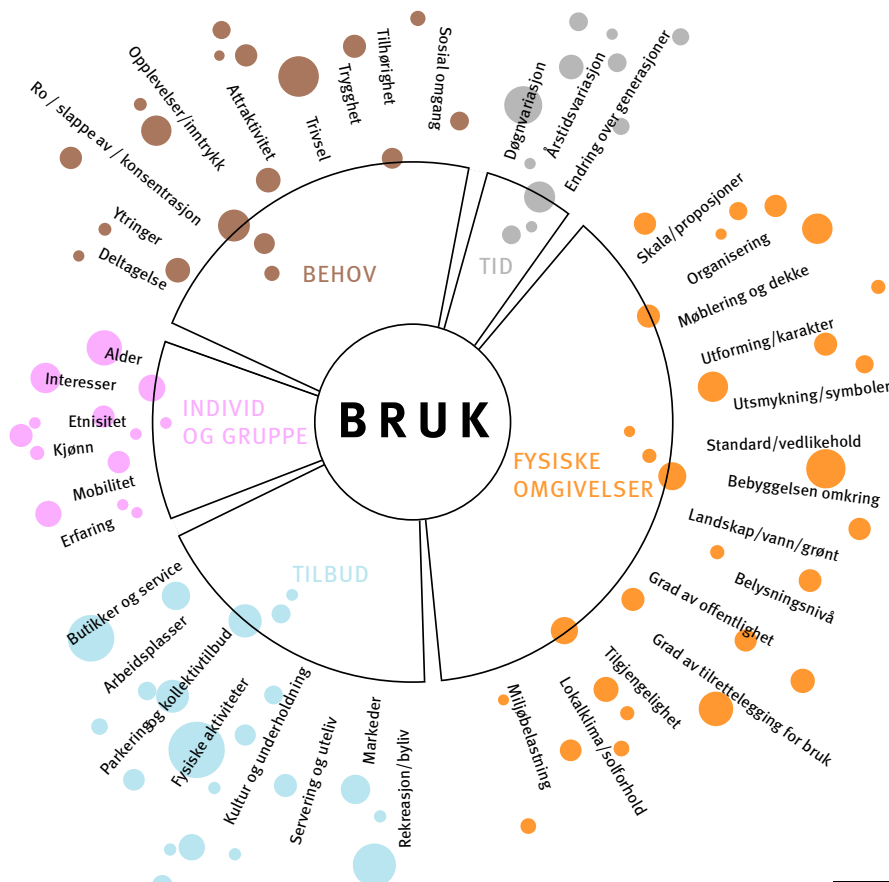 BRUK
BEHOV
Deltagelse
Ytringer
Ro / slappe av / konsentrasjon
Opplevelser/inntrykk
Attraktivitet
Trivsel
Trygghet
Tilhørighet
Sosial omgang
TID
Døgnvariasjon
Årstidsvariasjon
Endring over generasjoner
FYSISKE
OMGIVELSER
Skala/proposjoner
Organisering
Møblering og dekke
Utforming/karakter
Utsmykning/symboler
Standard/vedlikehold
Bebyggelsen omkring
Landskap/vann/grønt
Belysningsnivå
Grad av offentlighet
Grad av tilrettelegging for bruk
Tilgjengelighet
Lokalklima/solforhold
Miljøbelastning
TILBUD
Rekreasjon/byliv
Markeder
Servering og uteliv
Kultur og underholdning
Fysiske aktiviteter
Parkering og kollektivtilbud
Arbeidsplasser
Butikker og service
INDIVID
OG GRUPPE
Erfaring
Mobilitet
Kjønn
Etnisitet
Interesser
Alder